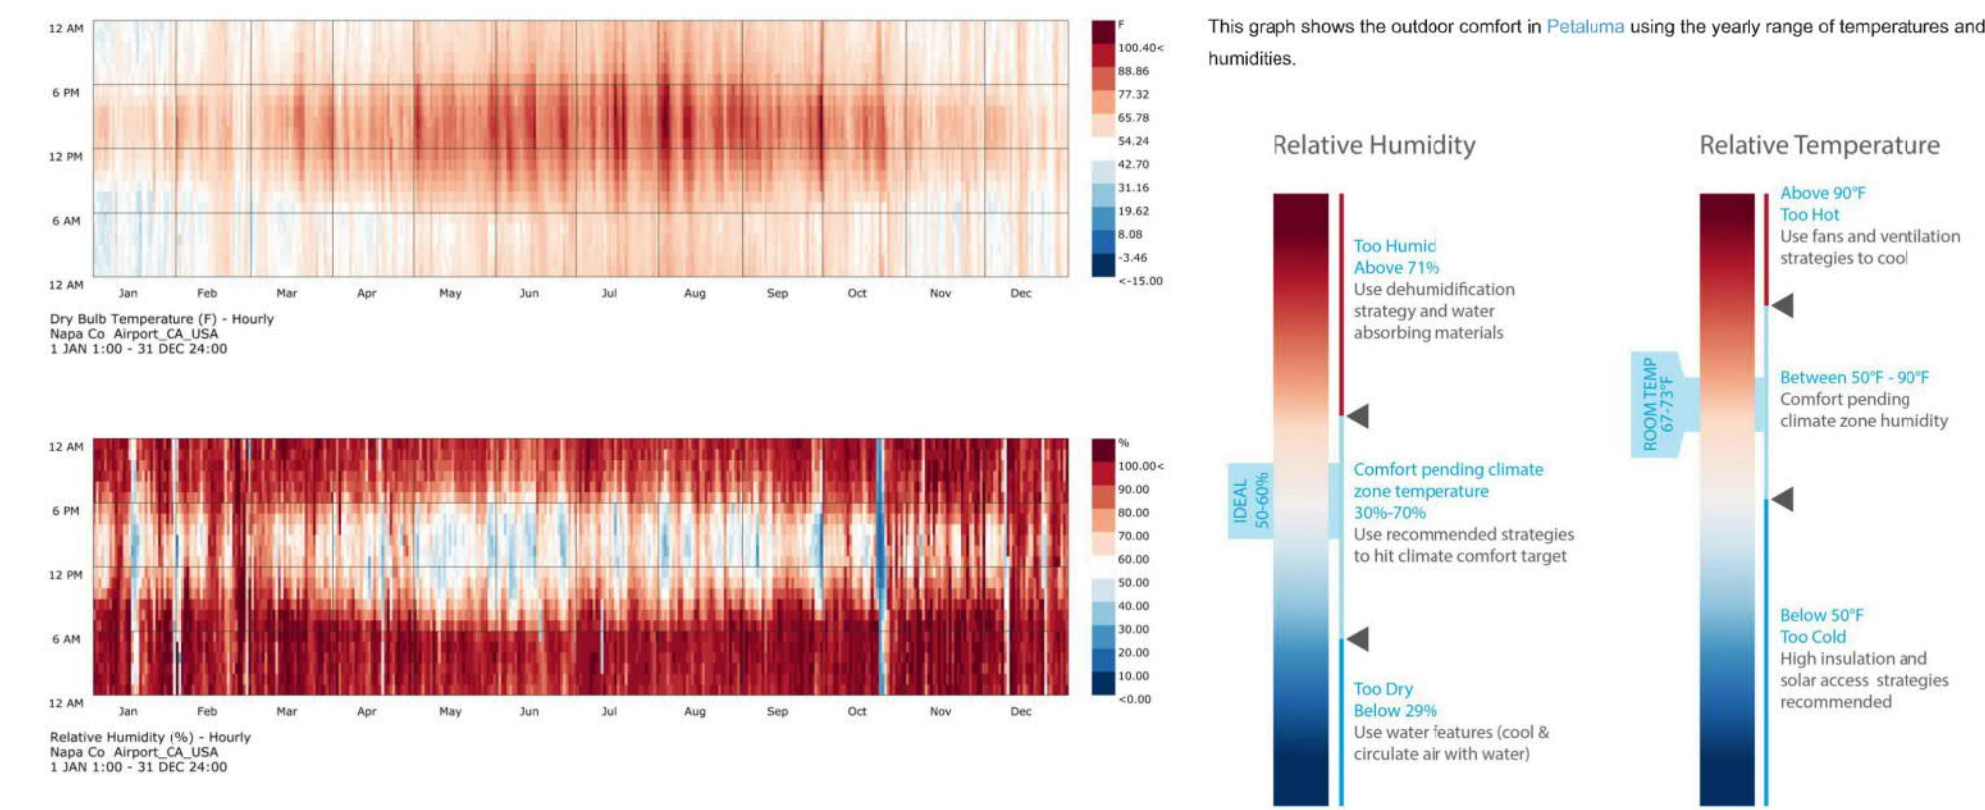 12 AM
6 PM
12 PM
6 AM
12 AM
Jan Feb Mar Apr May Jun Jul Aug Sep Oct Nov Dec
F
100.40<
88.86
77.32
65.78
54.24
42.70
31.16
19.62
8.08
-3.46
<-15.00
Dry Bulb Temperature (F) - Hourly
Napa Co Airport_CA_USA
1 JAN 1:00 - 31 DEC 24:00
12 AM
6 PM
12 PM
6 AM
12 AM
Jan Feb Mar Apr May Jun Jul Aug Sep Oct Nov Dec
%
100.00<
90.00
80.00
70.00
60.00
50.00
40.00
30.00
20.00
10.00
<0.00
Relative Humidity (%) - Hourly
Napa Co Airport_CA_USA
1 JAN 1:00 - 31 DEC 24:00
This graph shows the outdoor comfort in Petaluma using the yearly range of temperatures and
humidities.
Relative Humidity
Too Humid
Above 71%
Use dehumidification
strategy and water
absorbing materials
IDEAL
50-60%
Comfort pending climate
zone temperature
30%-70%
Use recommended strategies
to hit climate comfort target
Too Dry
Below 29%
Use water features (cool &
circulate air with water)
Relative Temperature
Above 90°F
Too Hot
Use fans and ventilation
strategies to cool
ROOM TEMP
67-73°F
Between 50°F - 90°F
Comfort pending
climate zone humidity
Below 50°F
Too Cold
High insulation and
solar access strategies
recommended